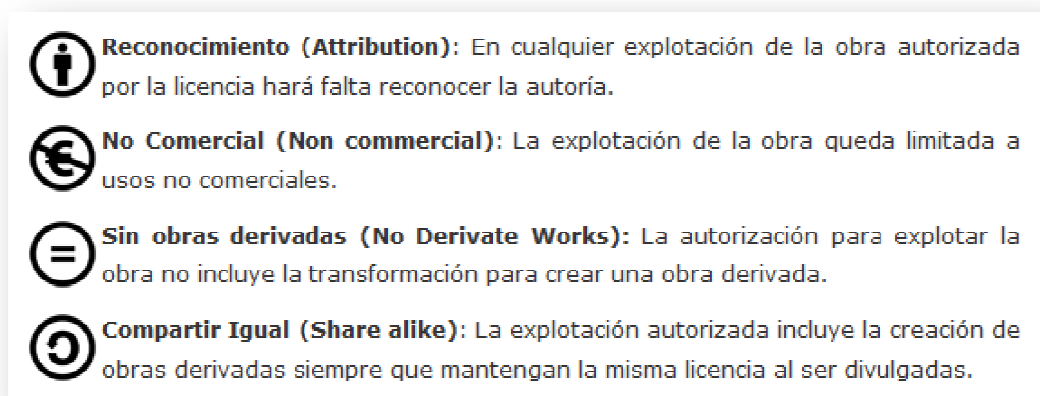 Reconocimiento (Attribution): En cualquier explotación de la obra autorizada
por la licencia hará falta reconocer la autoría.
No Comercial (Non commercial): La explotación de la obra queda limitada a
usos no comerciales.
Sin obras derivadas (No Derivate Works): La autorización para explotar la
obra no incluye la transformación para crear una obra derivada.
Compartir Igual (Share alike): La explotación autorizada incluye la creación de
obras derivadas siempre que mantengan la misma licencia al ser divulgadas.